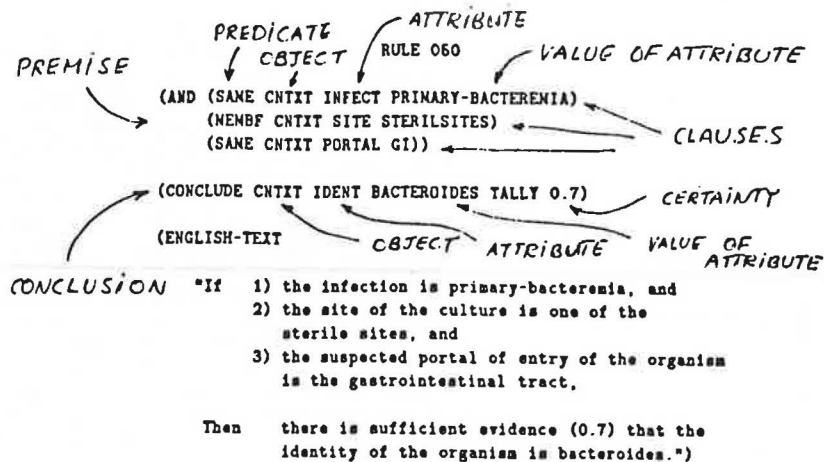 ATTRIBUTE
PREDICATE
OBJECT
RULE 060
VALUE OF ATTRIBUTE
PREMISE
(AND (SAME CNTXT INFECT PRIMARY-BACTEREMIA)
(MEMBF CNTXT SITE STERILSITES)
(SAME CNTXT PORTAL GI))
CLAUSES
(CONCLUDE CNTXT IDENT BACTEROIDES TALLY 0.7)
CERTAINTY
(ENGLISH-TEXT
OBJECT
ATTRIBUTE
VALUE OF
ATTRIBUTE
CONCLUSION
"If 1) the infection is primary-bacteremia, and
2) the site of the culture is one of the
sterile sites, and
3) the suspected portal of entry of the organism
is the gastrointestinal tract,
Then there is sufficient evidence (0.7) that the
identity of the organism is bacteroides.")